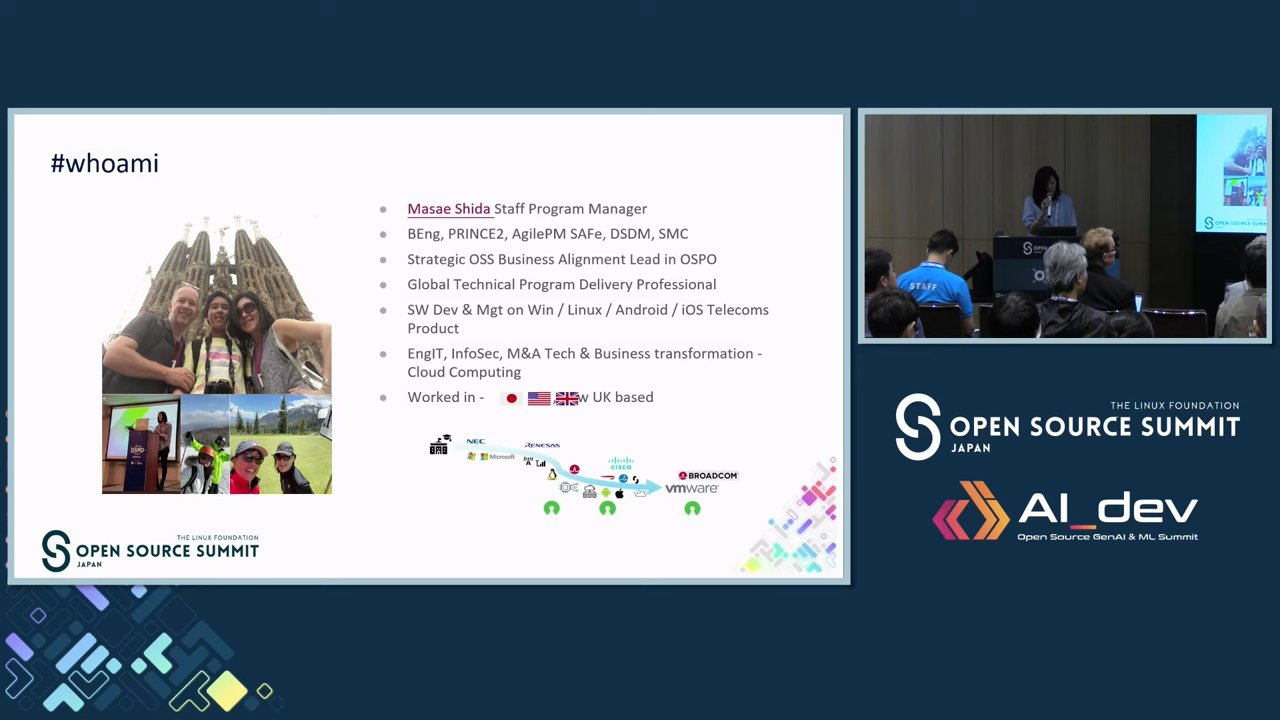 #whoami
Masae Shida Staff Program Manager
BEng, PRINCE2, AgilePM SAFe, DSDM, SMC
Strategic OSS Business Alignment Lead in OSPO
Global Technical Program Delivery Professional
SW Dev & Mgt on Win / Linux / Android / iOS Telecoms
Product
EngIT, InfoSec, M&A Tech & Business transformation -
Cloud Computing
Worked in - w UK based
NEC
RENESAS
Microsoft
CISCO
BROADCOM
vmware
OSPO
THE LINUX FOUNDATION
OPEN SOURCE SUMMIT
JAPAN
STAFF
THE LINUX FOUNDATION
OPEN SOURCE SUMMIT
JAPAN
AI_dev
Open Source GenAI & ML Summit